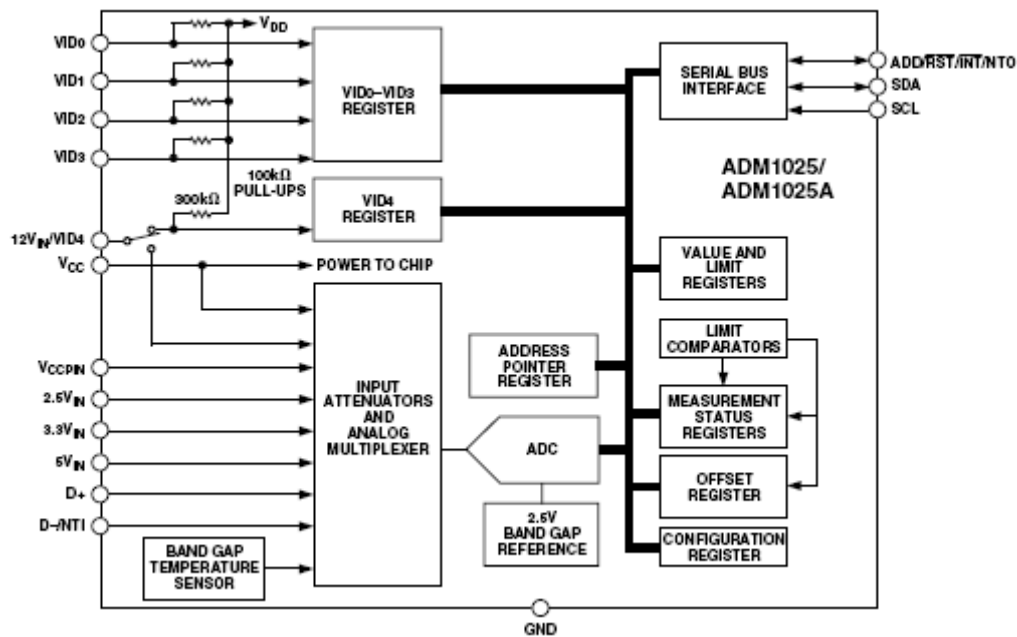 VDD
VID0
VID1
VID2
VID3
VID0–VID3
REGISTER
100kΩ
PULL-UPS
300kΩ
VID4
REGISTER
12VIN/VID4
VCC
POWER TO CHIP
VCCPIN
2.5VIN
3.3VIN
5VIN
D+
D–/NTI
BAND GAP
TEMPERATURE
SENSOR
INPUT
ATTENUATORS
AND
ANALOG
MULTIPLEXER
ADDRESS
POINTER
REGISTER
ADC
2.5V
BAND GAP
REFERENCE
SERIAL BUS
INTERFACE
ADD/RST/INT/NTO
SDA
SCL
ADM1025/
ADM1025A
VALUE AND
LIMIT
REGISTERS
LIMIT
COMPARATORS
MEASUREMENT
STATUS
REGISTERS
OFFSET
REGISTER
CONFIGURATION
REGISTER
GND